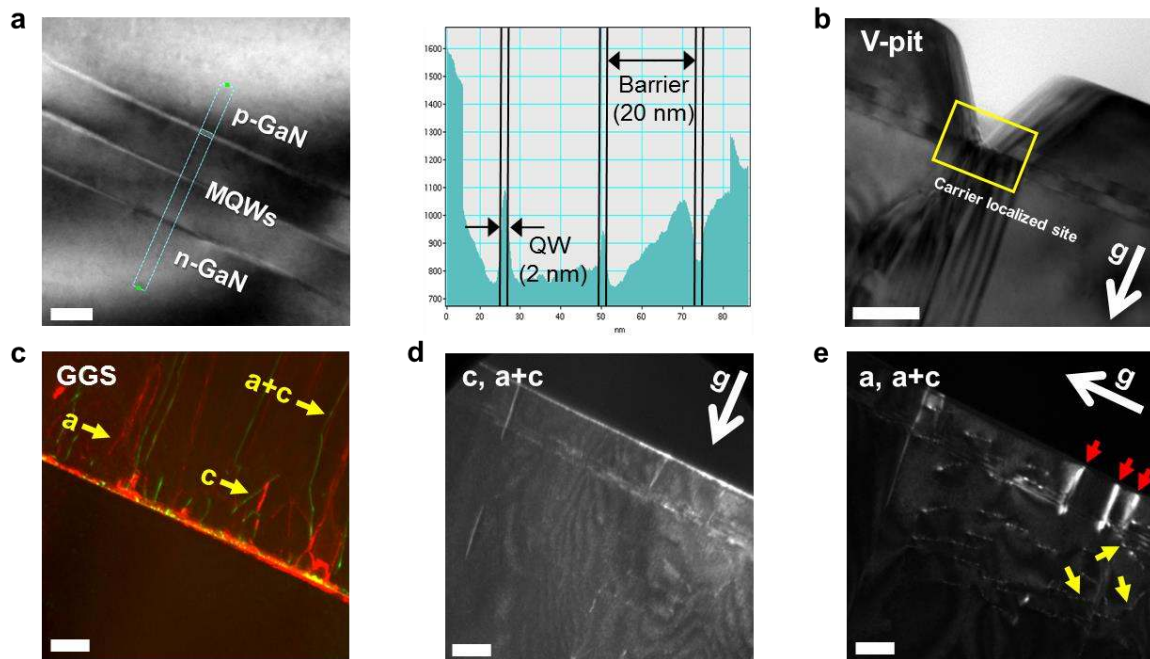 a
p-GaN
MQWs
n-GaN
1600
1500
1400
1300
1200
1100
1000
900
800
700
0
20
30
40
50
60
70
80
nm
Barrier
(20 nm)
QW
(2 nm)
b
V-pit
Carrier localized site
g
c
GGS
a
a+c
c
d
c, a+c
g
e
a, a+c
g